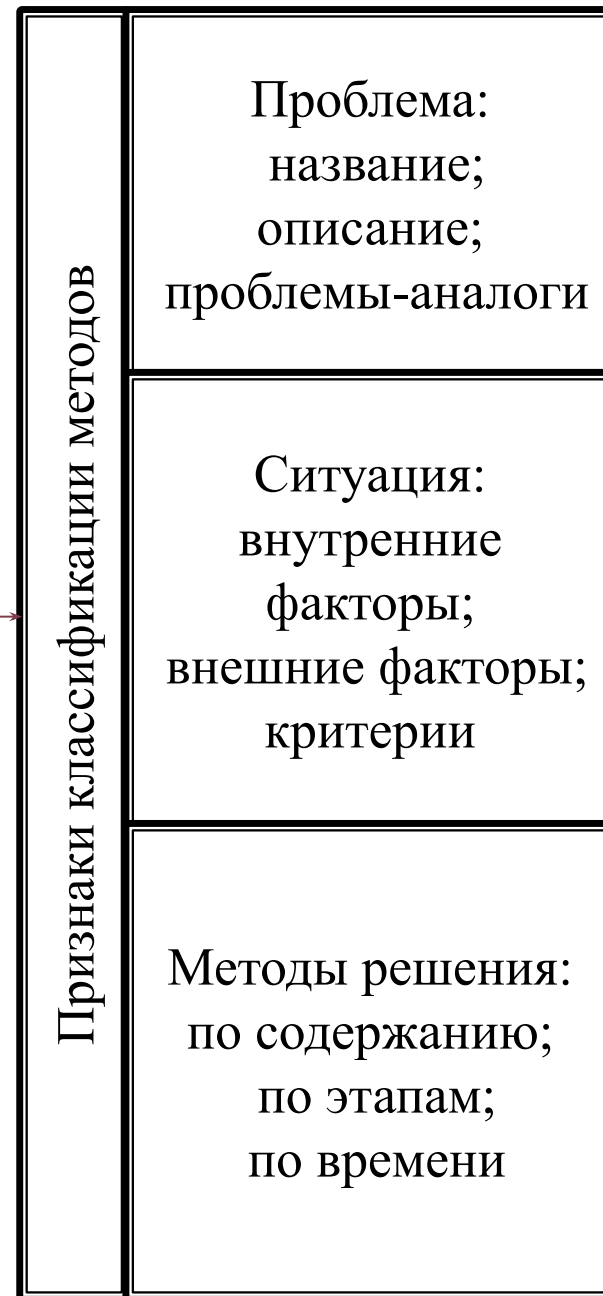 Признаки классификации методов
Проблема:
название;
описание;
проблемы-аналоги
Ситуация:
внутренние
факторы;
внешние факторы;
критерии
Методы решения:
по содержанию;
по этапам;
по времени